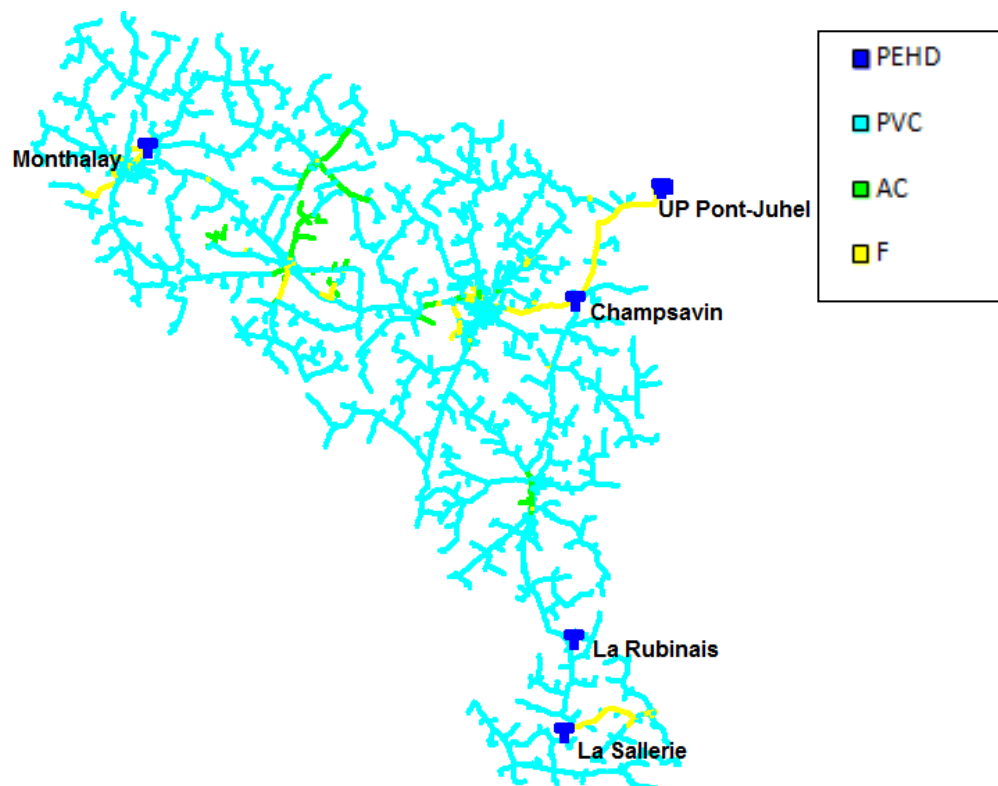 PEHD
PVC
AC
F
Monthalay
UP Pont-Juhel
Champsavin
La Rubinais
La Sallerie